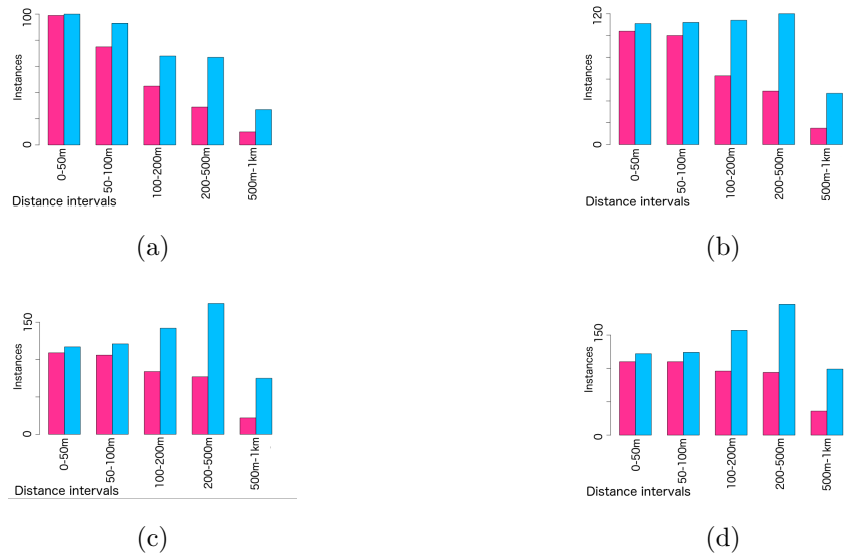 Instances
100
0
0-50m
50-100m
100-200m
200-500m
500m-1km
Distance intervals
(a)
Instances
120
0
0-50m
50-100m
100-200m
200-500m
500m-1km
Distance intervals
(b)
Instances
150
0
0-50m
50-100m
100-200m
200-500m
500m-1km
Distance intervals
(c)
Instances
150
0
0-50m
50-100m
100-200m
200-500m
500m-1km
Distance intervals
(d)